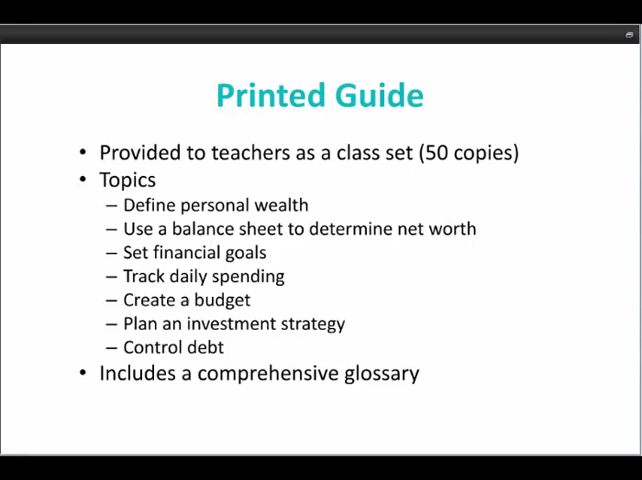 Printed Guide
• Provided to teachers as a class set (50 copies)
• Topics
– Define personal wealth
– Use a balance sheet to determine net worth
– Set financial goals
– Track daily spending
– Create a budget
– Plan an investment strategy
– Control debt
• Includes a comprehensive glossary